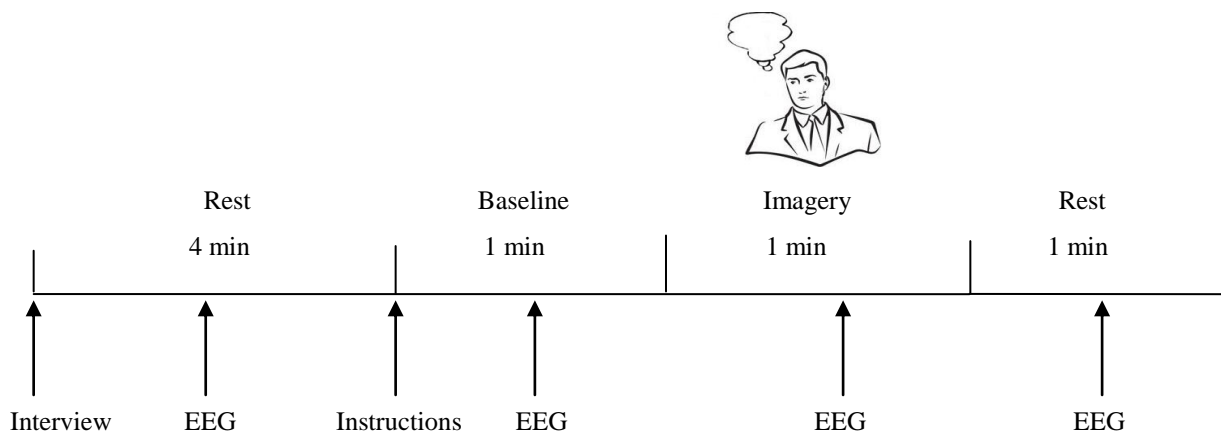 Rest Baseline Imagery Rest
4 min 1 min 1 min 1 min
Interview EEG Instructions EEG EEG EEG